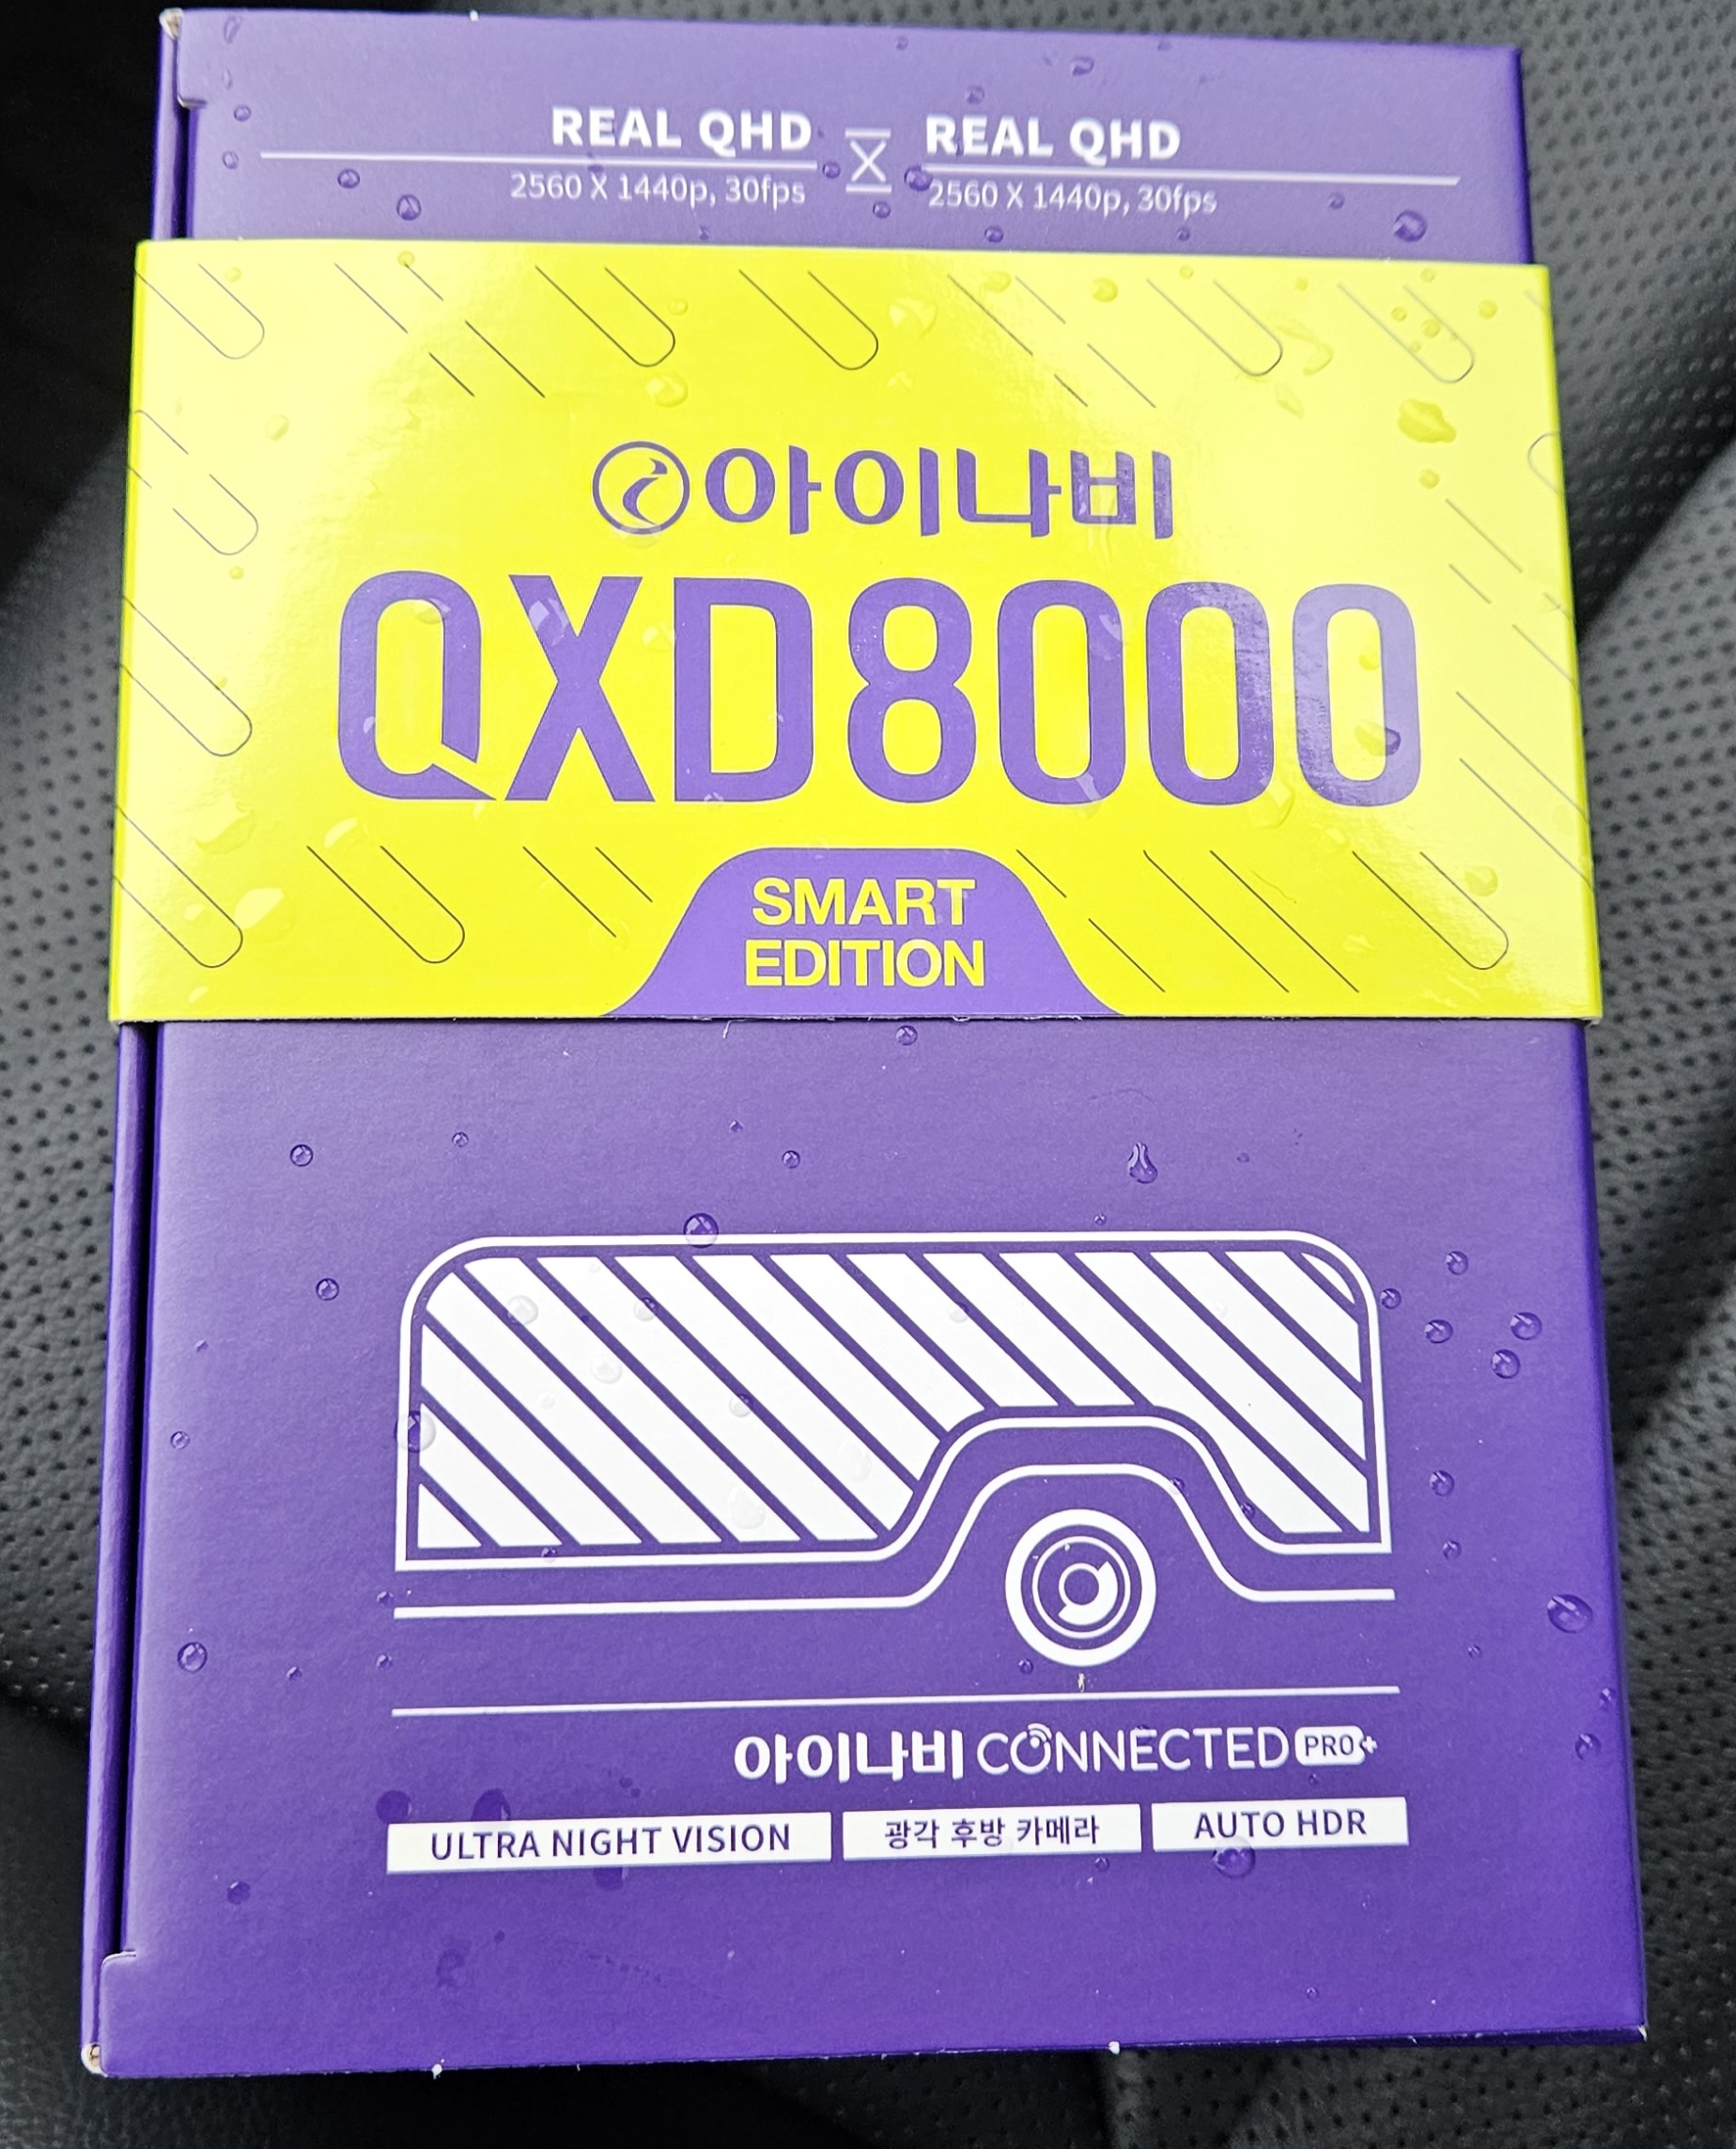 REAL QHD X REAL QHD
2560 X 1440p, 30fps 2560 X 1440p, 30fps
아이나비
QXD8000
SMART
EDITION
아이나비 CONNECTED PRO+
ULTRA NIGHT VISION 광각 후방 카메라 AUTO HDR